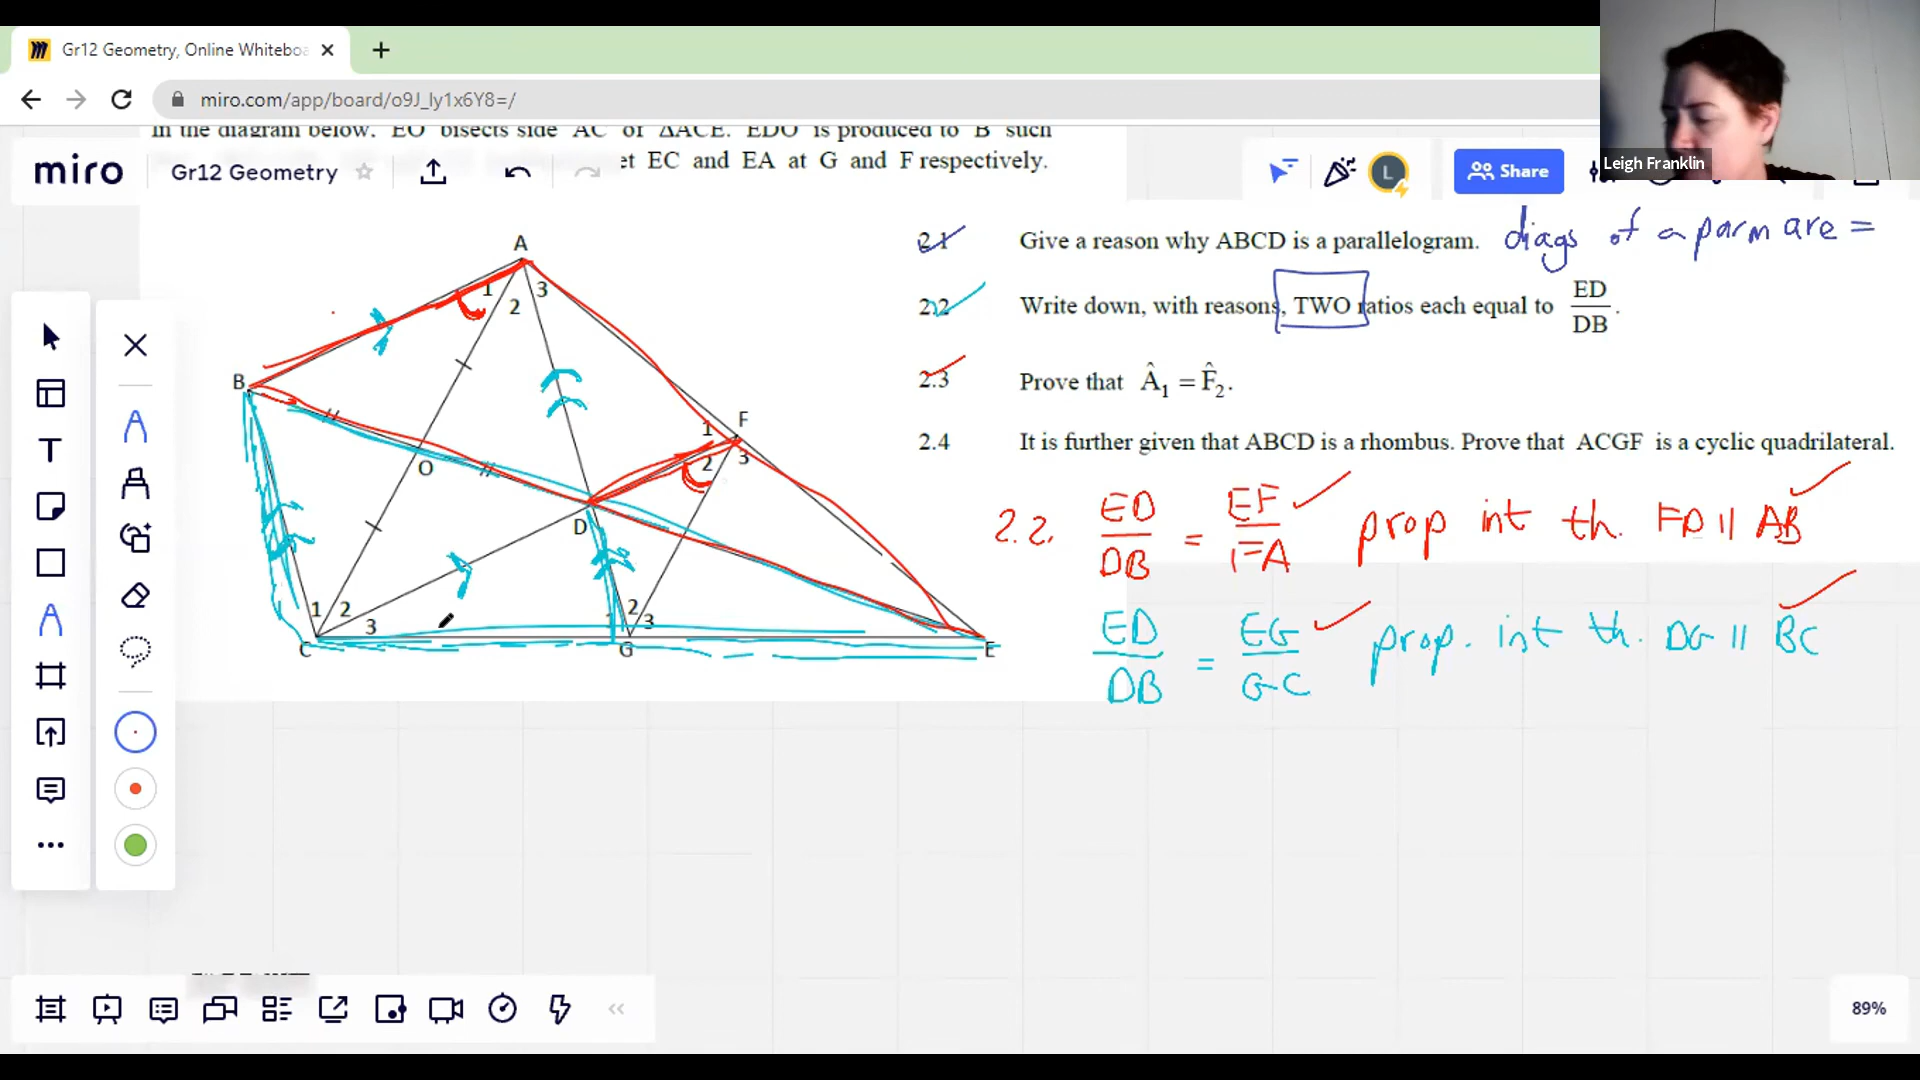 Gr12 Geometry, Online Whiteboa
miro.com/app/board/o9J_ly1x6Y8=/
In the diagram below, EO bisects side AC of ΔACE. EDO is produced to B such
et EC and EA at G and F respectively.
miro
Gr12 Geometry
L
Share
Leigh Franklin
2.1 Give a reason why ABCD is a parallelogram. diags of a parm are =
2.2 Write down, with reasons, TWO ratios each equal to ED/DB.
2.3 Prove that Â₁ = F̂₂.
2.4 It is further given that ABCD is a rhombus. Prove that ACGF is a cyclic quadrilateral.
2.2. ED/DB = EF/FA prop int th. FD || AB
ED/DB = EG/GC prop. int th. DG || BC
A
1 2 3
B
F
1 2 3
O
D
1 2 3
2
1 3
C
G
E
89%